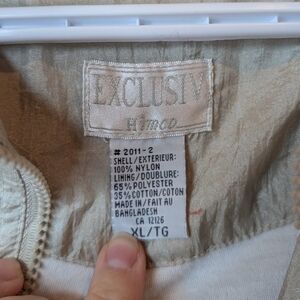 EXCLUSIV
Himco
# 2011-2
SHELL/EXTERIEUR:
100% NYLON
LINING/DOUBLURE:
65% POLYESTER
35% COTTON/COTON
MADE IN/FAIT AU
BANGLADESH
CA 12126
XL/TG